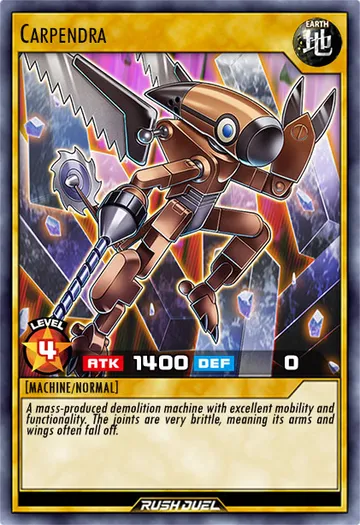 CARPENDRA
EARTH
地
LEVEL
4
ATK 1400 DEF 0
[MACHINE/NORMAL]
A mass-produced demolition machine with excellent mobility and
functionality. The joints are very brittle, meaning its arms and
wings often fall off.
RUSH DUEL